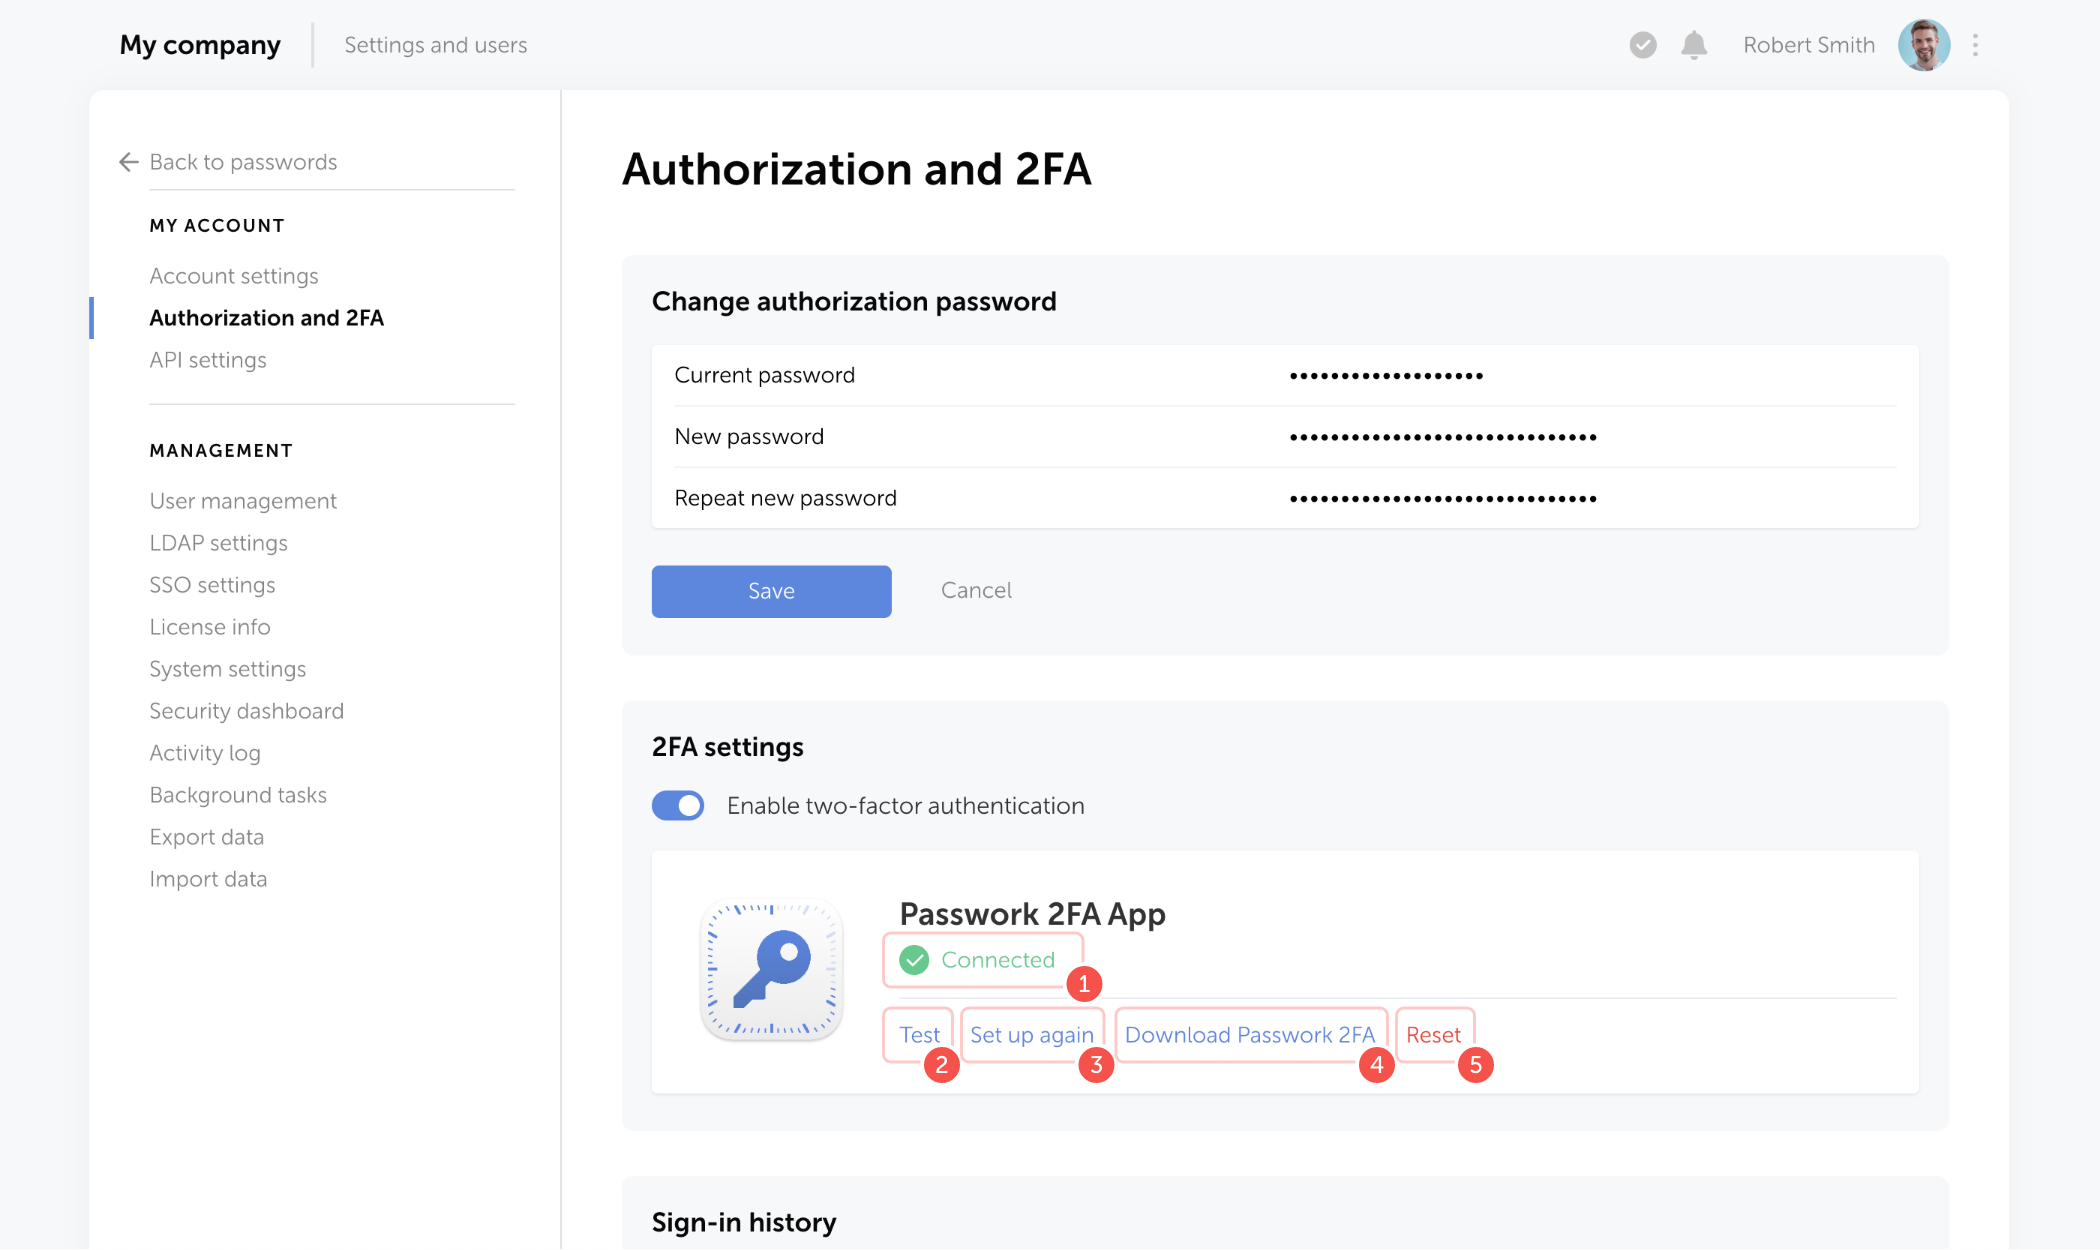 My company
Settings and users
Robert Smith
Back to passwords
MY ACCOUNT
Account settings
Authorization and 2FA
API settings
MANAGEMENT
User management
LDAP settings
SSO settings
License info
System settings
Security dashboard
Activity log
Background tasks
Export data
Import data
Authorization and 2FA
Change authorization password
Current password •••••••••••••••••••
New password ••••••••••••••••••••••••••••••
Repeat new password ••••••••••••••••••••••••••••••
Save Cancel
2FA settings
Enable two-factor authentication
Passwork 2FA App
Connected 1
Test 2 Set up again 3 Download Passwork 2FA 4 Reset 5
Sign-in history